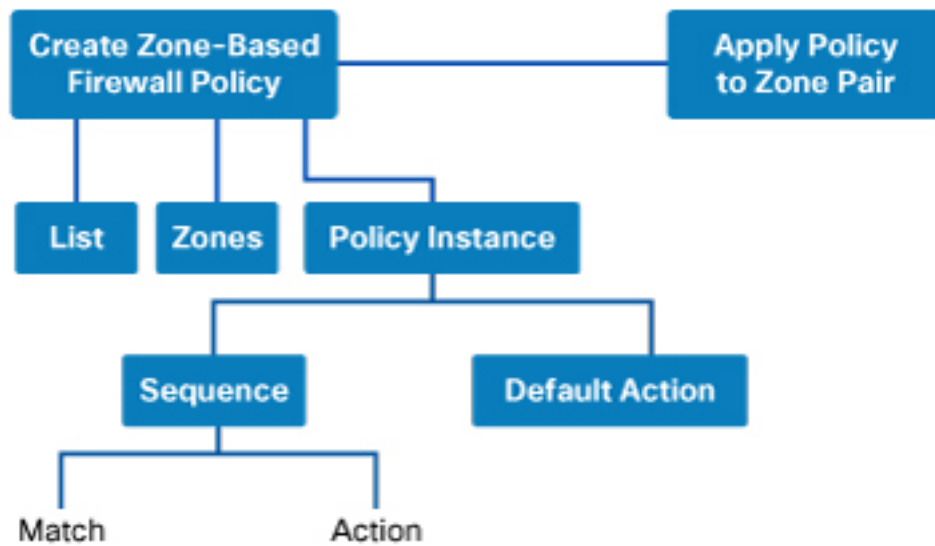 Create Zone-Based
Firewall Policy
Apply Policy
to Zone Pair
List
Zones
Policy Instance
Sequence
Default Action
Match
Action